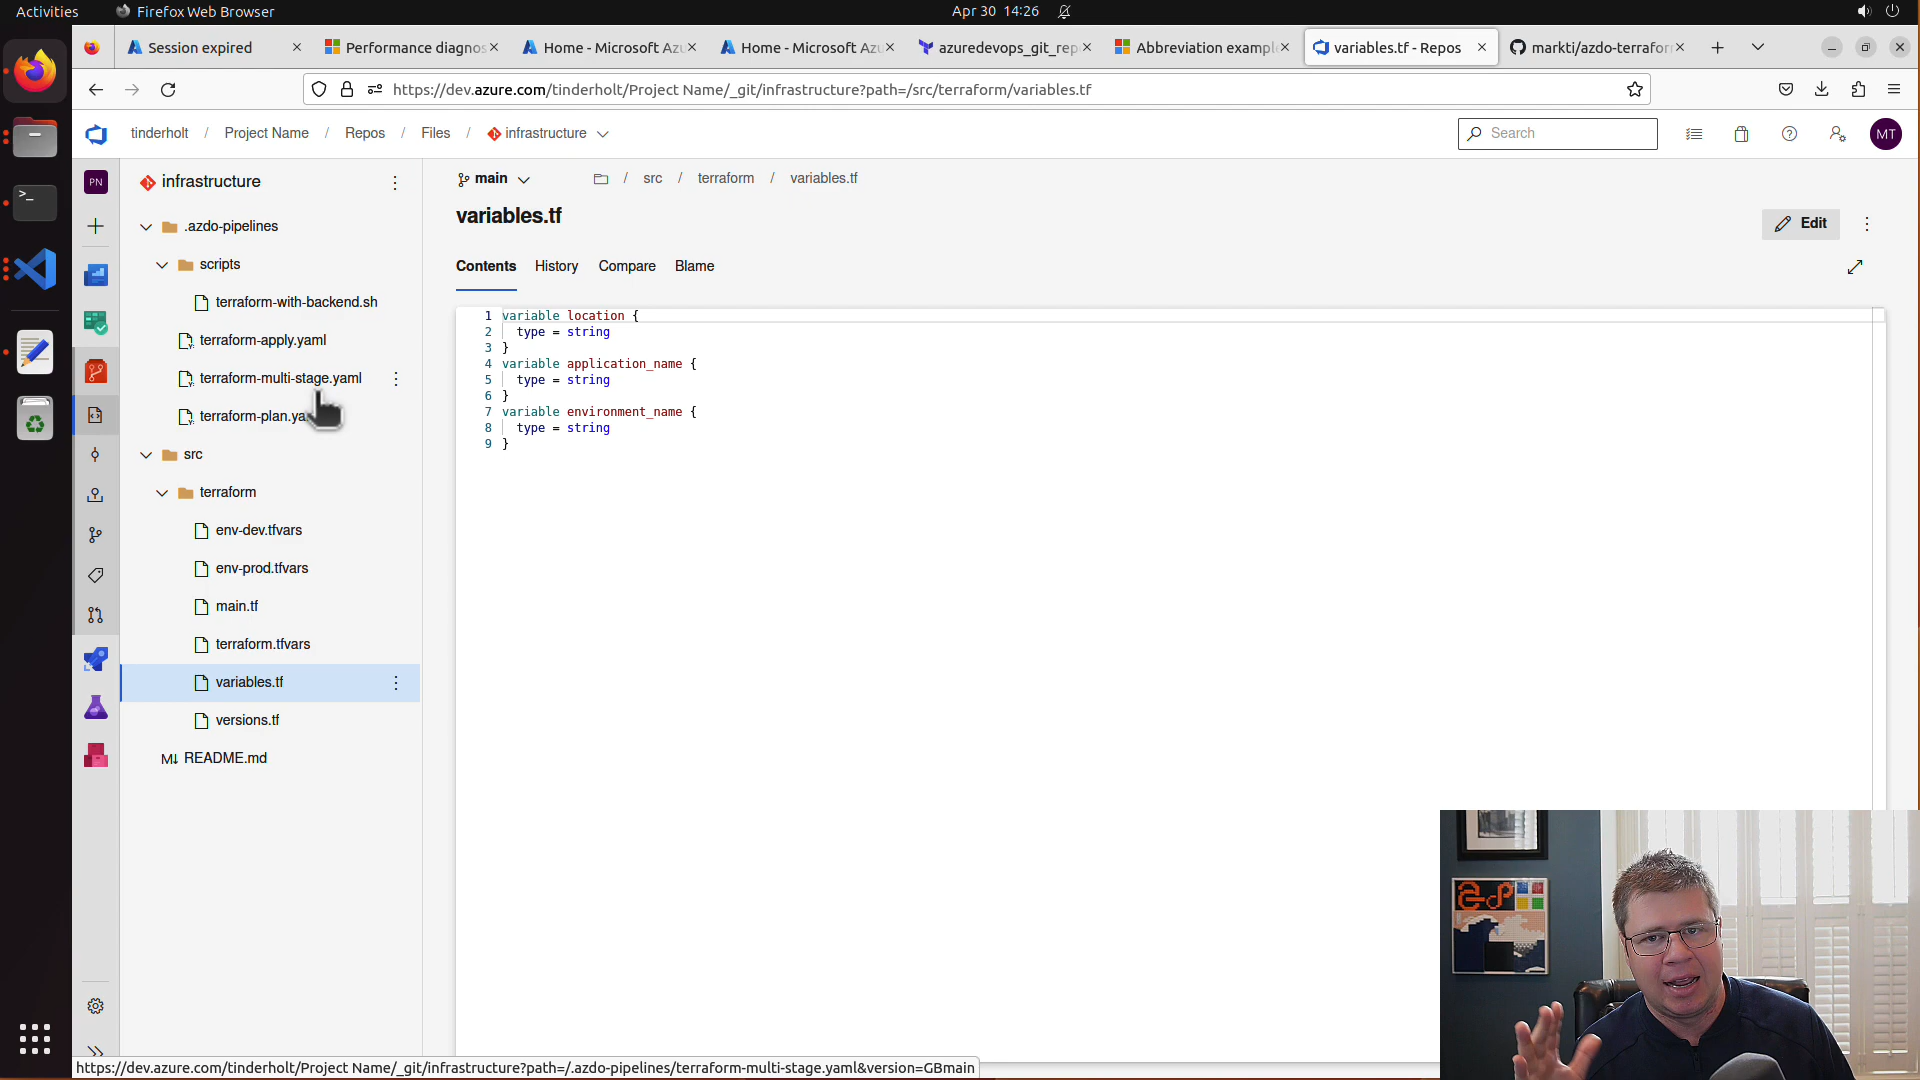 Activities
Firefox Web Browser
Apr 30 14:26
Session expired
Performance diagnos
Home - Microsoft Azu
Home - Microsoft Azu
azuredevops_git_rep
Abbreviation exampl
variables.tf - Repos
markti/azdo-terrafor
https://dev.azure.com/tinderholt/Project Name/_git/infrastructure?path=/src/terraform/variables.tf
tinderholt / Project Name / Repos / Files / infrastructure
Search
MT
PN
infrastructure
.azdo-pipelines
scripts
terraform-with-backend.sh
terraform-apply.yaml
terraform-multi-stage.yaml
terraform-plan.ya
src
terraform
env-dev.tfvars
env-prod.tfvars
main.tf
terraform.tfvars
variables.tf
versions.tf
M↓ README.md
main
/ src / terraform / variables.tf
variables.tf
Edit
Contents History Compare Blame
1 variable location {
2 type = string
3 }
4 variable application_name {
5 type = string
6 }
7 variable environment_name {
8 type = string
9 }
https://dev.azure.com/tinderholt/Project Name/_git/infrastructure?path=/.azdo-pipelines/terraform-multi-stage.yaml&version=GBmain